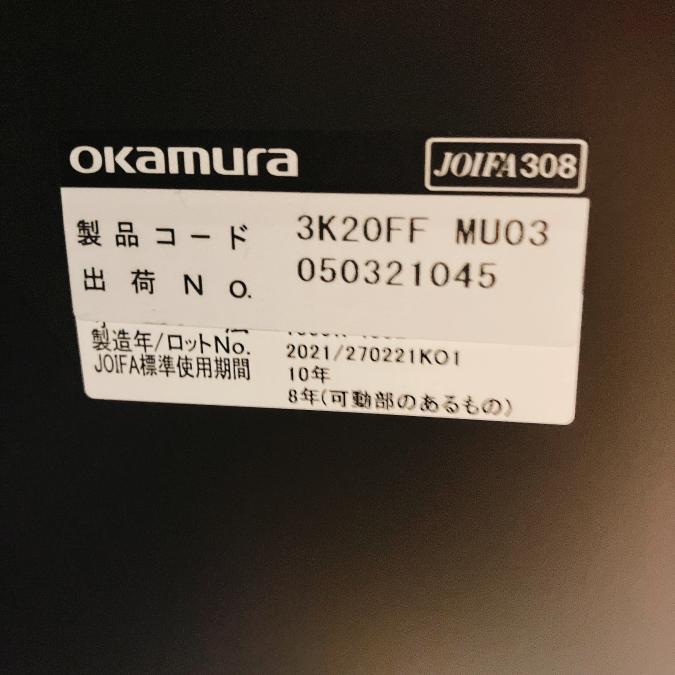 okamura
JOIFA308
製品コード 3K20FF MU03
出荷No. 050321045
製造年/ロットNo. 2021/270221K01
JOIFA標準使用期間 10年
8年(可動部のあるもの)